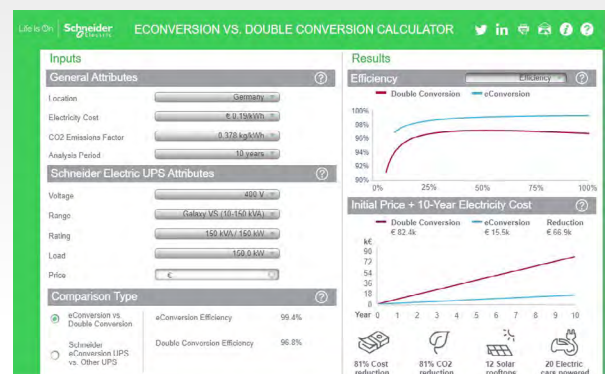 Life Is On Schneider Electric
ECONVERSION VS. DOUBLE CONVERSION CALCULATOR
Inputs
General Attributes
Location Germany
Electricity Cost € 0.19/kWh
CO2 Emissions Factor 0.378 kg/kWh
Analysis Period 10 years
Schneider Electric UPS Attributes
Voltage 400 V
Range Galaxy VS (10-150 kVA)
Rating 150 kVA / 150 kW
Load 150.0 kW
Price €
Comparison Type
eConversion vs. Double Conversion
Schneider eConversion UPS vs. Other UPS
eConversion Efficiency 99.4%
Double Conversion Efficiency 96.8%
Results
Efficiency Efficiency
Double Conversion eConversion
100%
98%
96%
94%
92%
90%
0% 25% 50% 75% 100%
Initial Price + 10-Year Electricity Cost
Double Conversion eConversion Reduction
€ 82.4k € 15.5k € 66.9k
k€
90
72
54
36
18
0
Year 0 1 2 3 4 5 6 7 8 9 10
81% Cost reduction
81% CO2 reduction
12 Solar rooftops
20 Electric cars powered